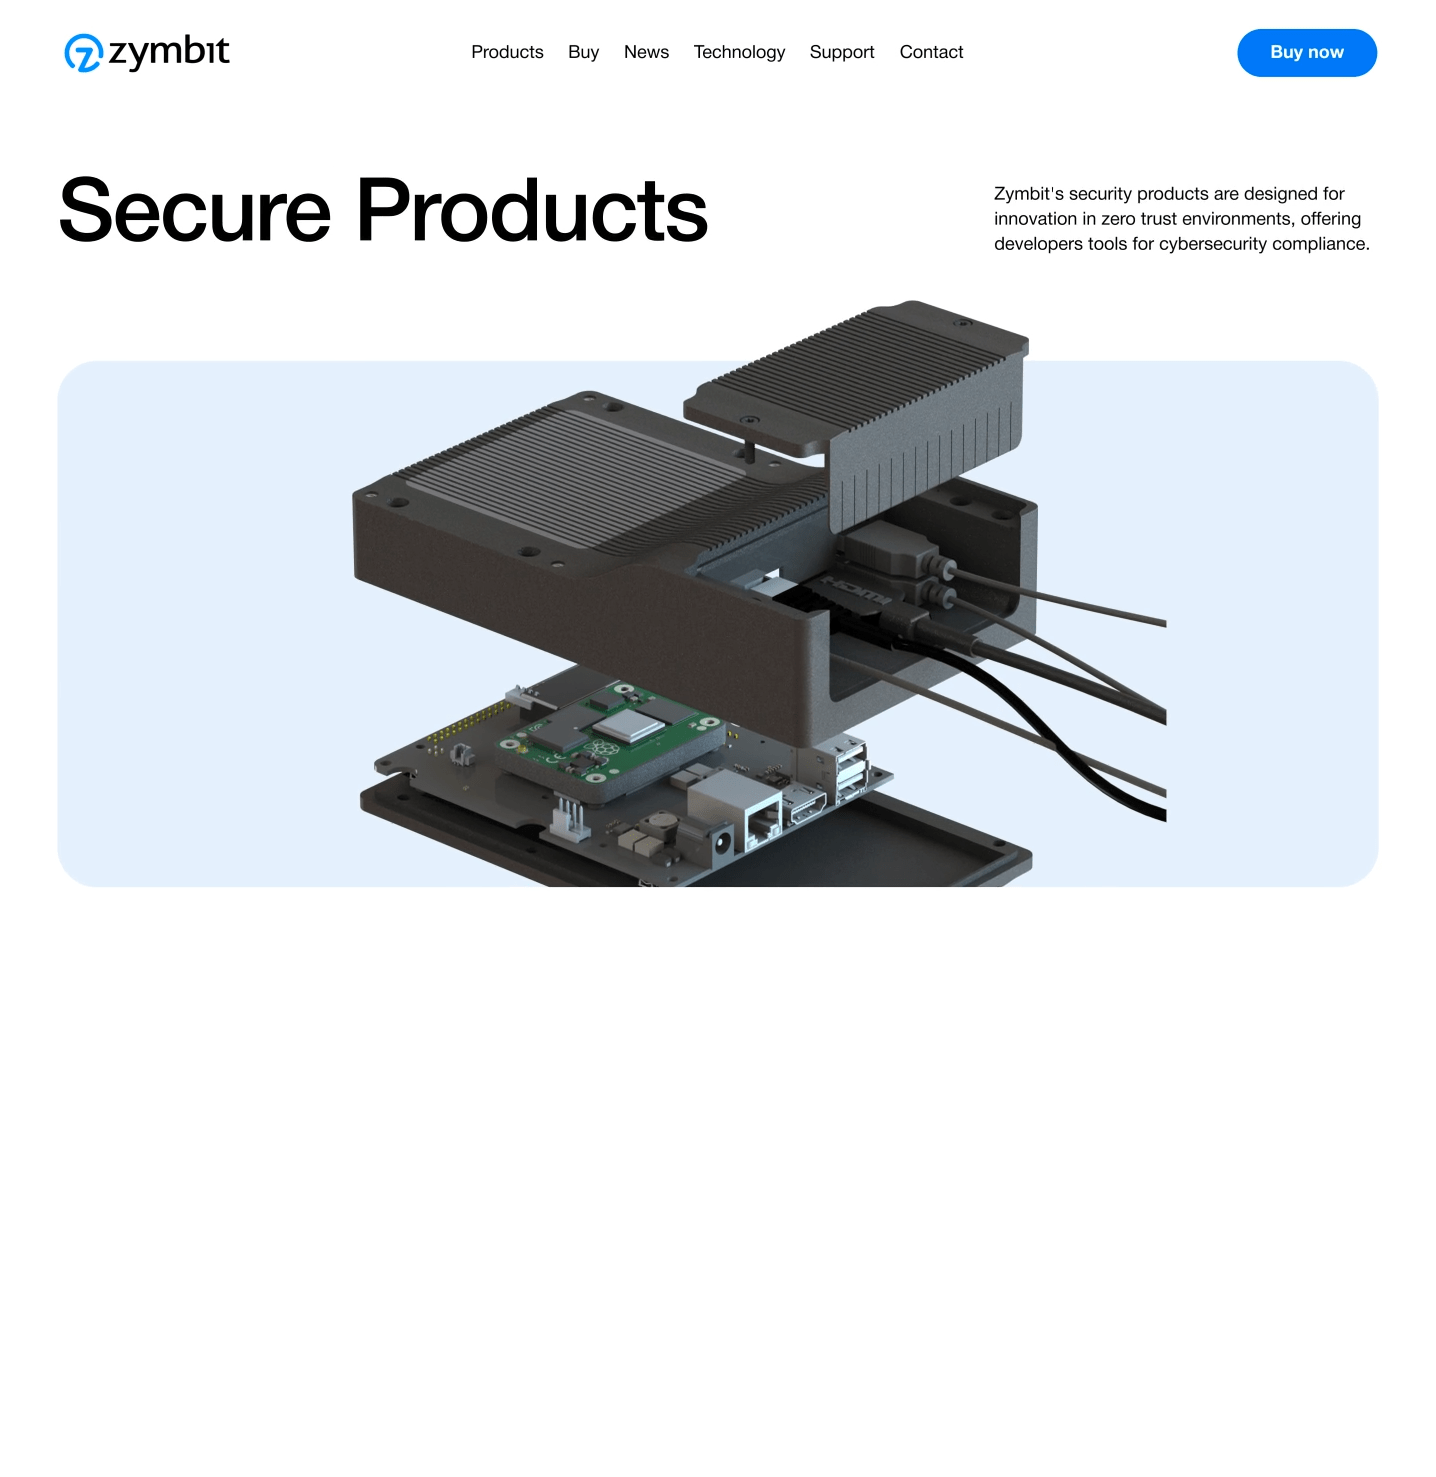 zymbit
Products Buy News Technology Support Contact
Buy now
Secure Products
Zymbit's security products are designed for
innovation in zero trust environments, offering
developers tools for cybersecurity compliance.
HDMI